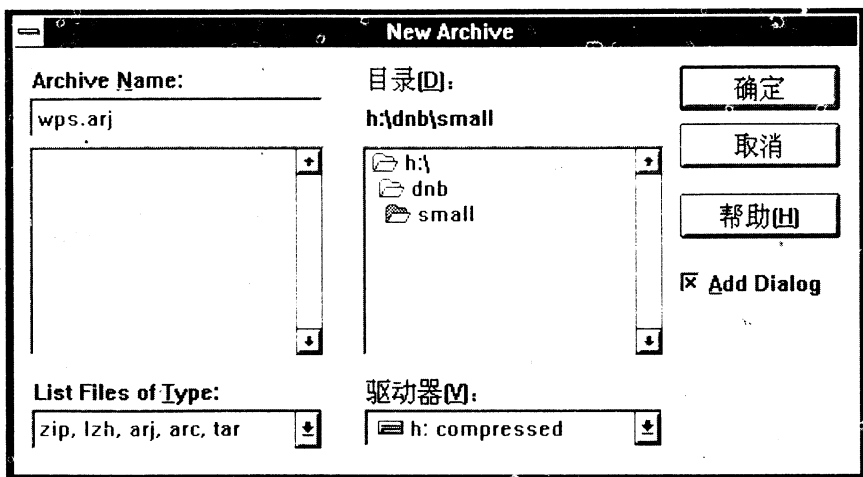 New Archive
Archive Name:
wps.arj
List Files of Type:
zip, lzh, arj, arc, tar
目录(D):
h:\dnb\small
h:\
dnb
small
驱动器(V):
h: compressed
确定
取消
帮助(H)
Add Dialog